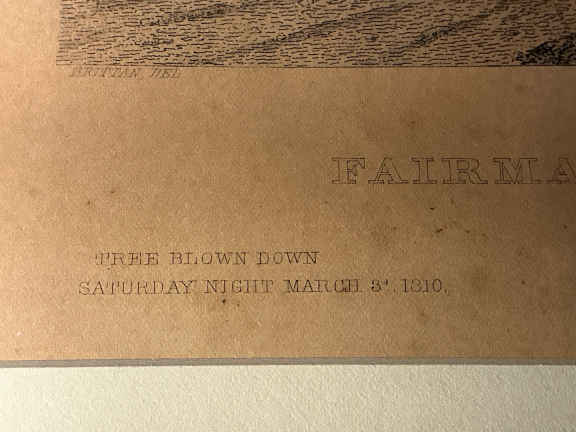 BRITTAN, DEL
FAIRMA
TREE BLOWN DOWN
SATURDAY NIGHT MARCH 3d. 1810.